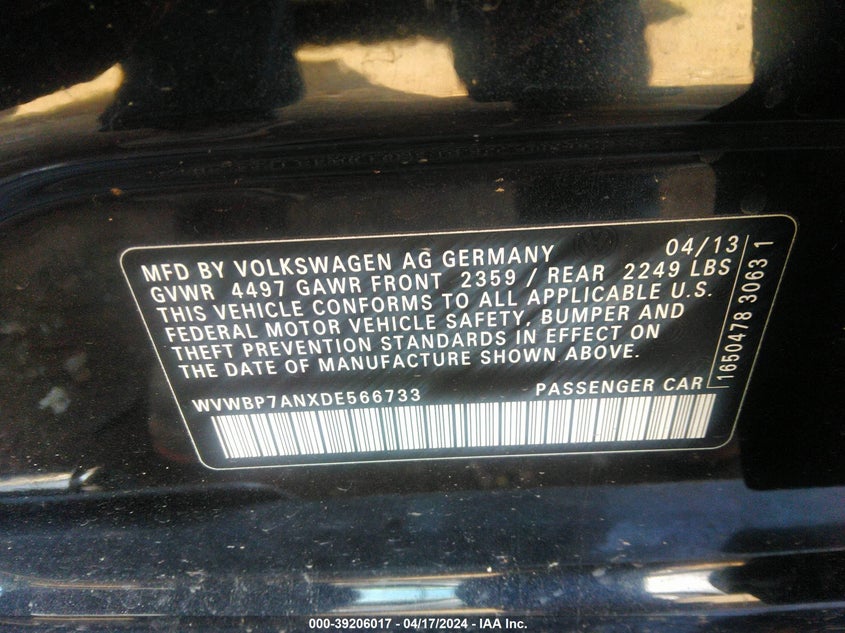 MFD BY VOLKSWAGEN AG GERMANY 04/13
GVWR 4497 GAWR FRONT 2359 / REAR 2249 LBS
THIS VEHICLE CONFORMS TO ALL APPLICABLE U.S.
FEDERAL MOTOR VEHICLE SAFETY, BUMPER AND
THEFT PREVENTION STANDARDS IN EFFECT ON
THE DATE OF MANUFACTURE SHOWN ABOVE.
WVWBP7ANXDE566733 PASSENGER CAR
1650478 3063 1
000-39206017 - 04/17/2024 - IAA Inc.